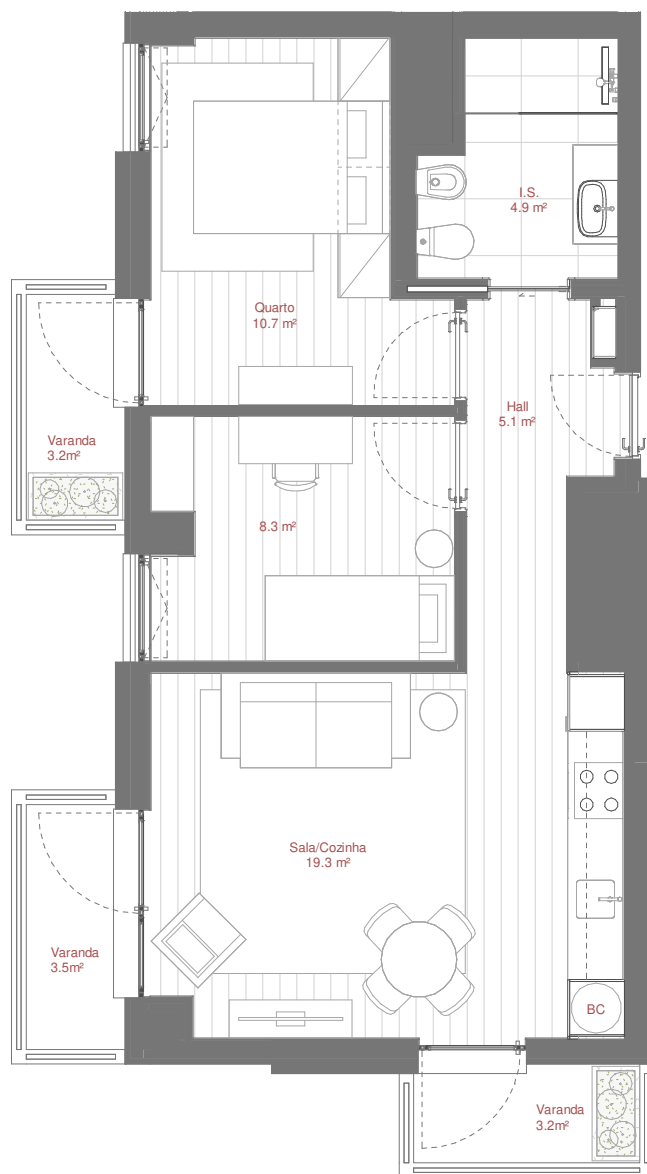 I.S.
4.9 m²
Quarto
10.7 m²
Hall
5.1 m²
Varanda
3.2m²
8.3 m²
Sala/Cozinha
19.3 m²
Varanda
3.5m²
BC
Varanda
3.2m²